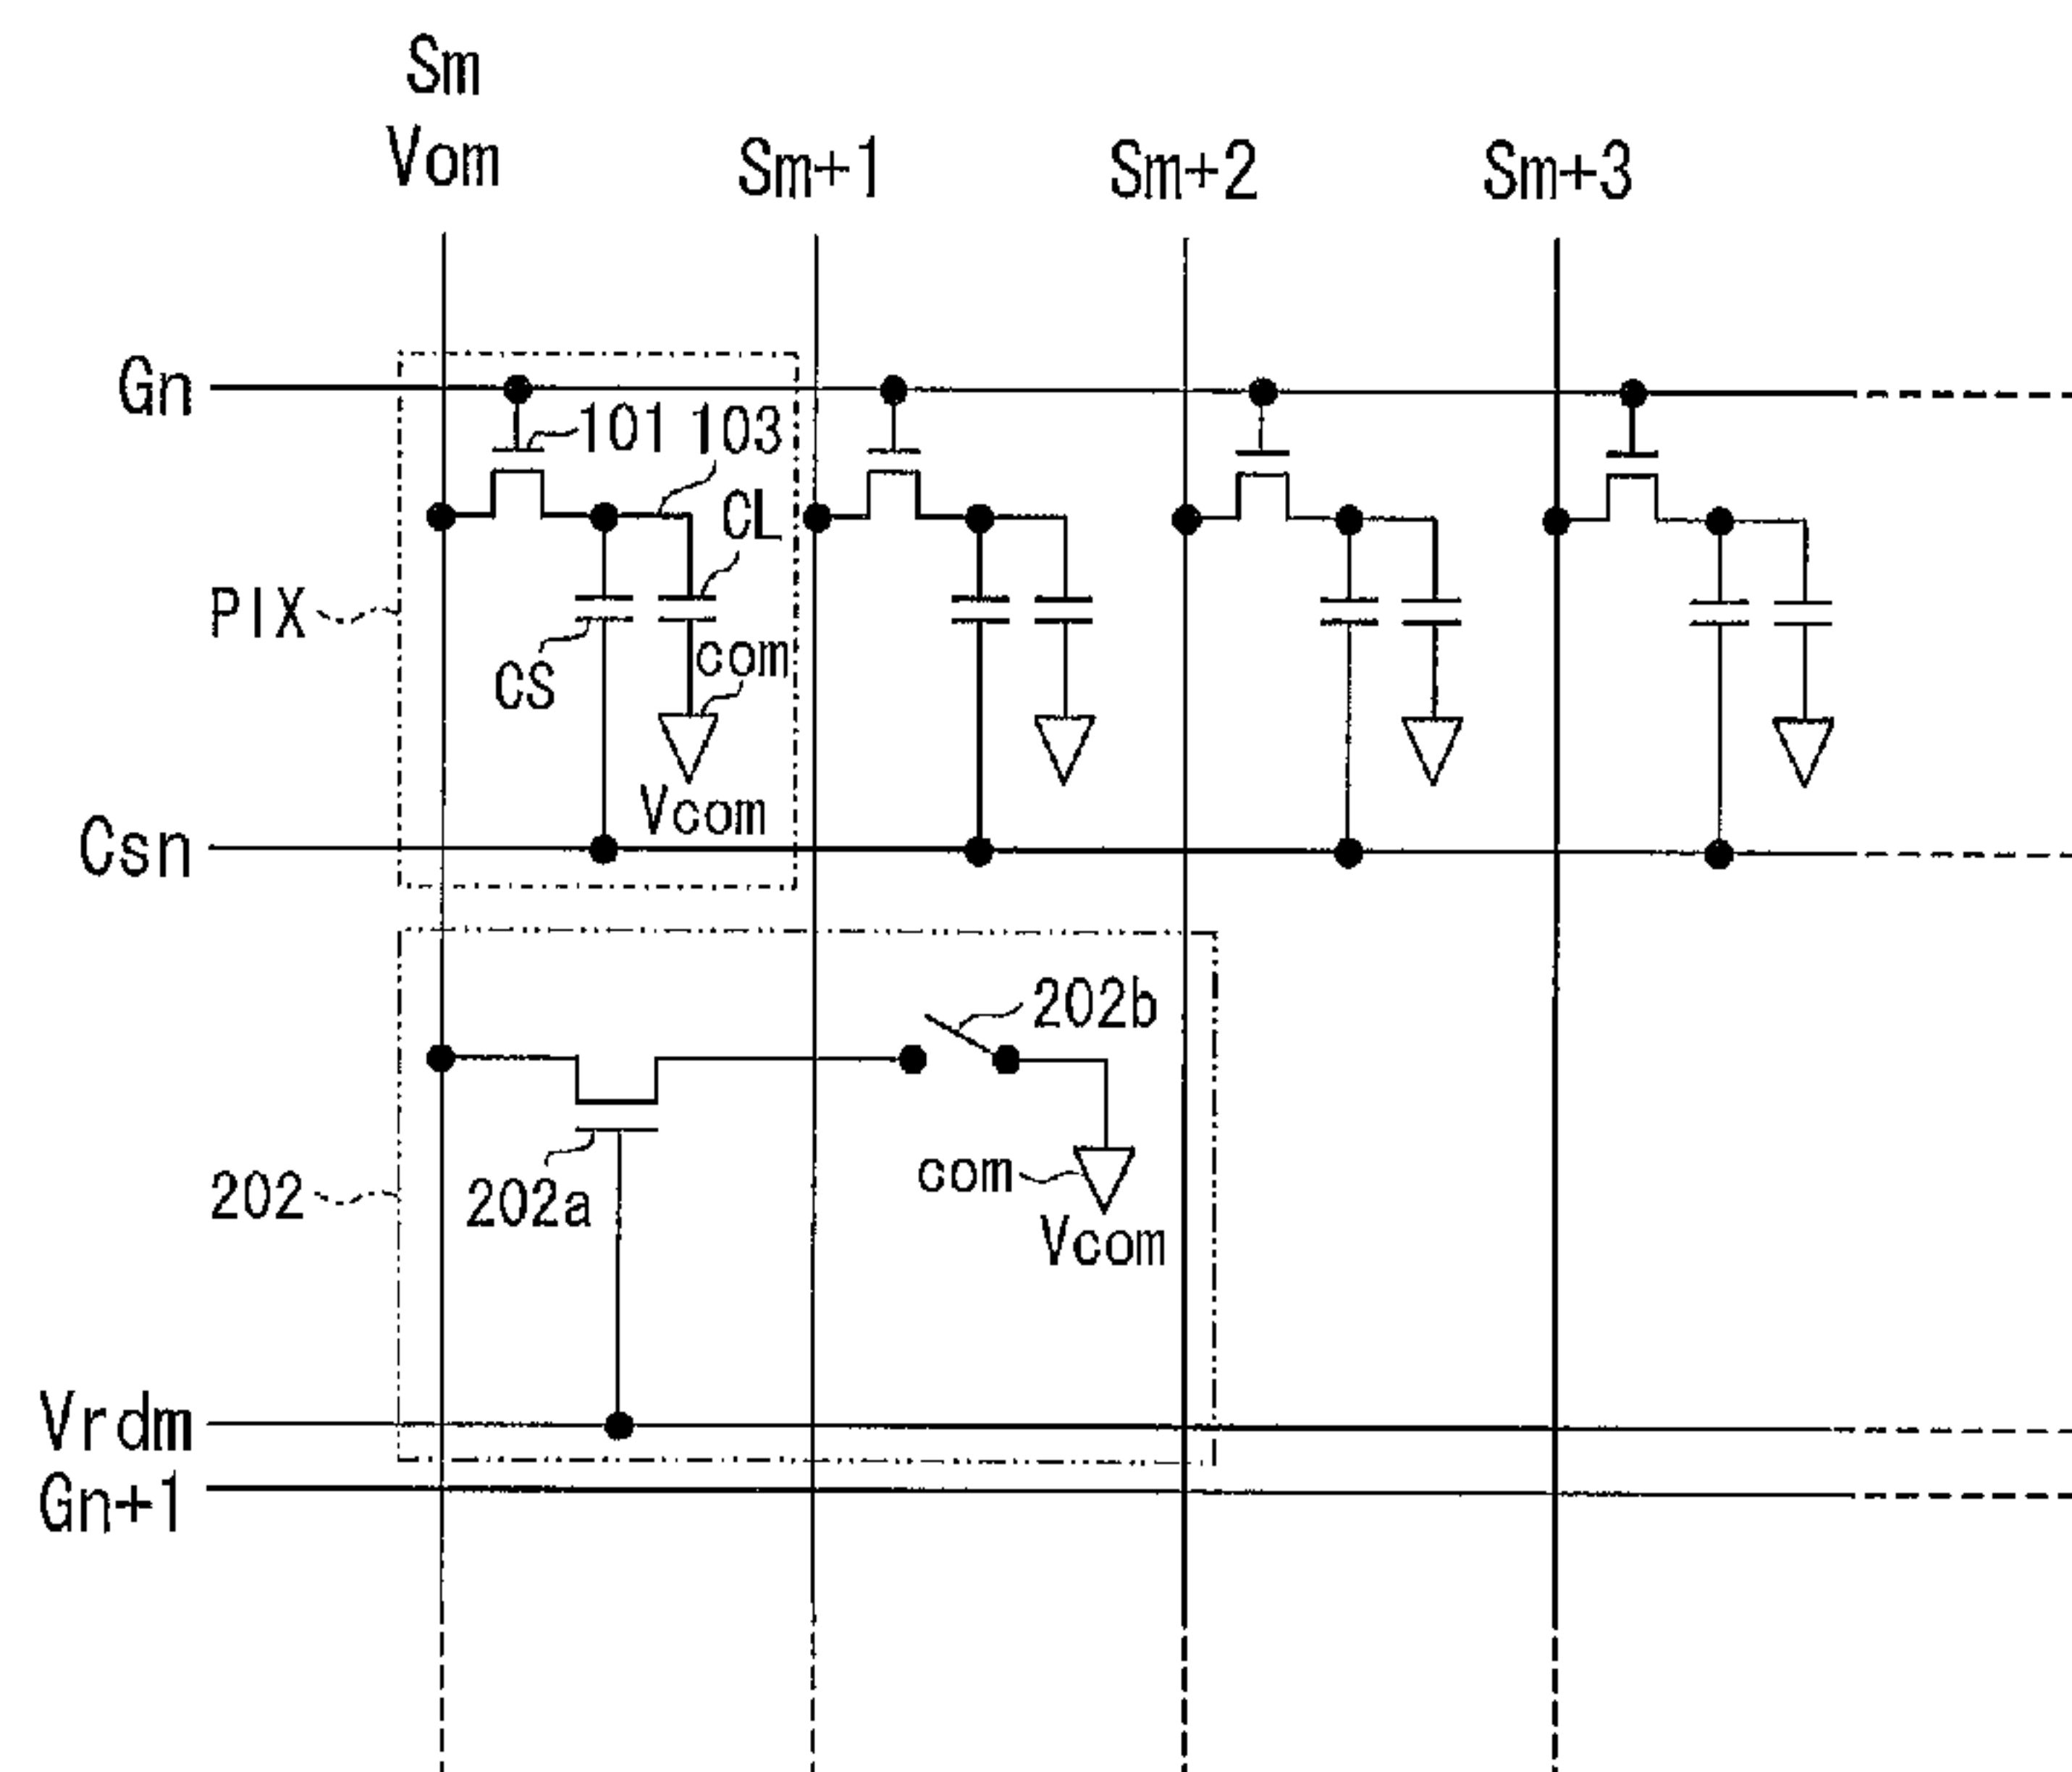 Sm
Vom
Sm+1
Sm+2
Sm+3
Gn
101
103
CL
PIX
CS
com
Vcom
Csn
202b
202
202a
com
Vcom
Vrdm
Gn+1